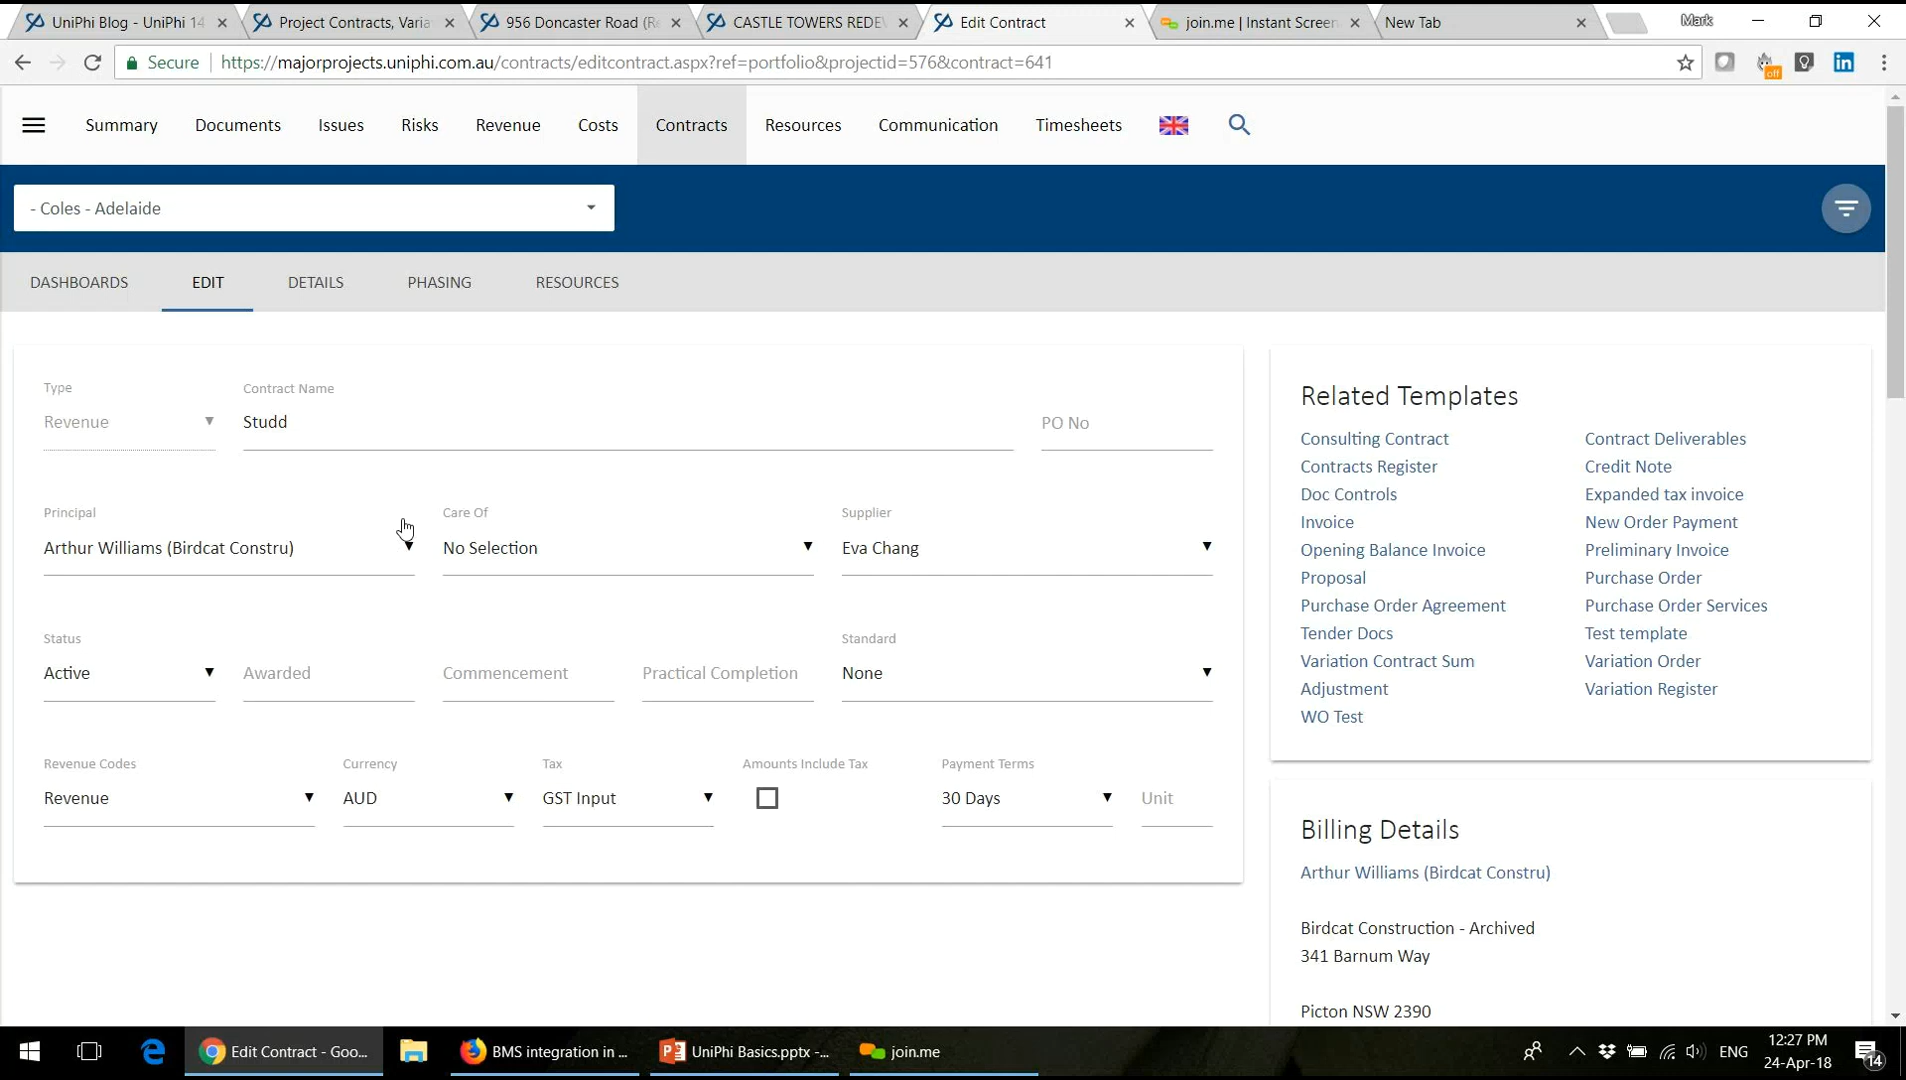 UniPhi Blog - UniPhi 14
Project Contracts, Varia
956 Doncaster Road (Re
CASTLE TOWERS REDEV
Edit Contract
join.me | Instant Screen
New Tab
Mark
Secure
https://majorprojects.uniphi.com.au/contracts/editcontract.aspx?ref=portfolio&projectid=576&contract=641
off
in
Summary
Documents
Issues
Risks
Revenue
Costs
Contracts
Resources
Communication
Timesheets
- Coles - Adelaide
DASHBOARDS
EDIT
DETAILS
PHASING
RESOURCES
Type
Contract Name
Revenue
Studd
PO No
Principal
Care Of
Supplier
Arthur Williams (Birdcat Constru)
No Selection
Eva Chang
Status
Standard
Active
Awarded
Commencement
Practical Completion
None
Revenue Codes
Currency
Tax
Amounts Include Tax
Payment Terms
Revenue
AUD
GST Input
30 Days
Unit
Related Templates
Consulting Contract
Contract Deliverables
Contracts Register
Credit Note
Doc Controls
Expanded tax invoice
Invoice
New Order Payment
Opening Balance Invoice
Preliminary Invoice
Proposal
Purchase Order
Purchase Order Agreement
Purchase Order Services
Tender Docs
Test template
Variation Contract Sum
Variation Order
Adjustment
Variation Register
WO Test
Billing Details
Arthur Williams (Birdcat Constru)
Birdcat Construction - Archived
341 Barnum Way
Picton NSW 2390
Edit Contract - Goo...
BMS integration in ...
UniPhi Basics.pptx -...
join.me
ENG
12:27 PM
24-Apr-18
14